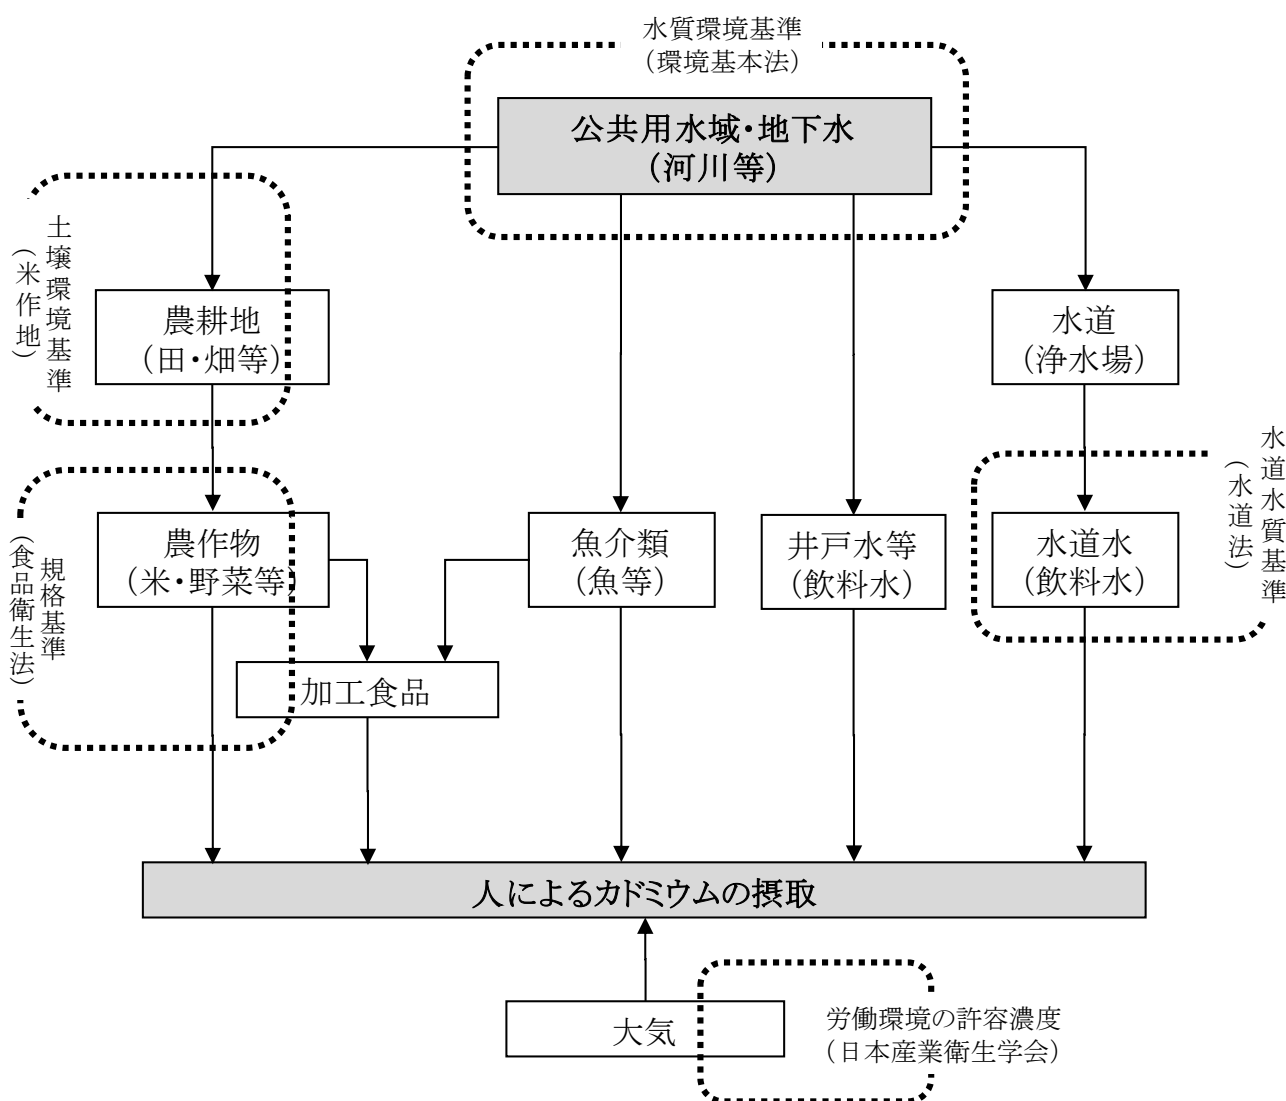 水質環境基準
(環境基本法)
公共用水域・地下水
(河川等)
土壌環境基準
(米作地)
農耕地
(田・畑等)
水道
(浄水場)
水道水質基準
(水道法)
規格基準
(食品衛生法)
農作物
(米・野菜等)
魚介類
(魚等)
井戸水等
(飲料水)
水道水
(飲料水)
加工食品
人によるカドミウムの摂取
大気
労働環境の許容濃度
(日本産業衛生学会)